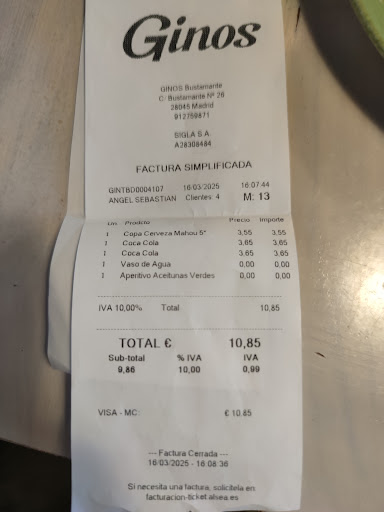 Ginos
GINOS Bustamante
C. Bustamante Nº 26
28045 Madrid
912759871
SIGLA S.A.
A28308484
FACTURA SIMPLIFICADA
GINTBD0004107 16/03/2025 16:07:44
ANGEL SEBASTIAN Clientes: 4 M: 13
Un. Producto Precio Importe
1 Copa Cerveza Mahou 5* 3,55 3,55
1 Coca Cola 3,65 3,65
1 Coca Cola 3,65 3,65
1 Vaso de Agua 0,00 0,00
1 Aperitivo Aceitunas Verdes 0,00 0,00
IVA 10,00% Total 10,85
TOTAL € 10,85
Sub-total % IVA IVA
9,86 10,00 0,99
VISA - MC: € 10,85
--- Factura Cerrada ---
16/03/2025 - 16:08:36
Si necesita una factura, solicítela en:
facturacion-ticket.alsea.es